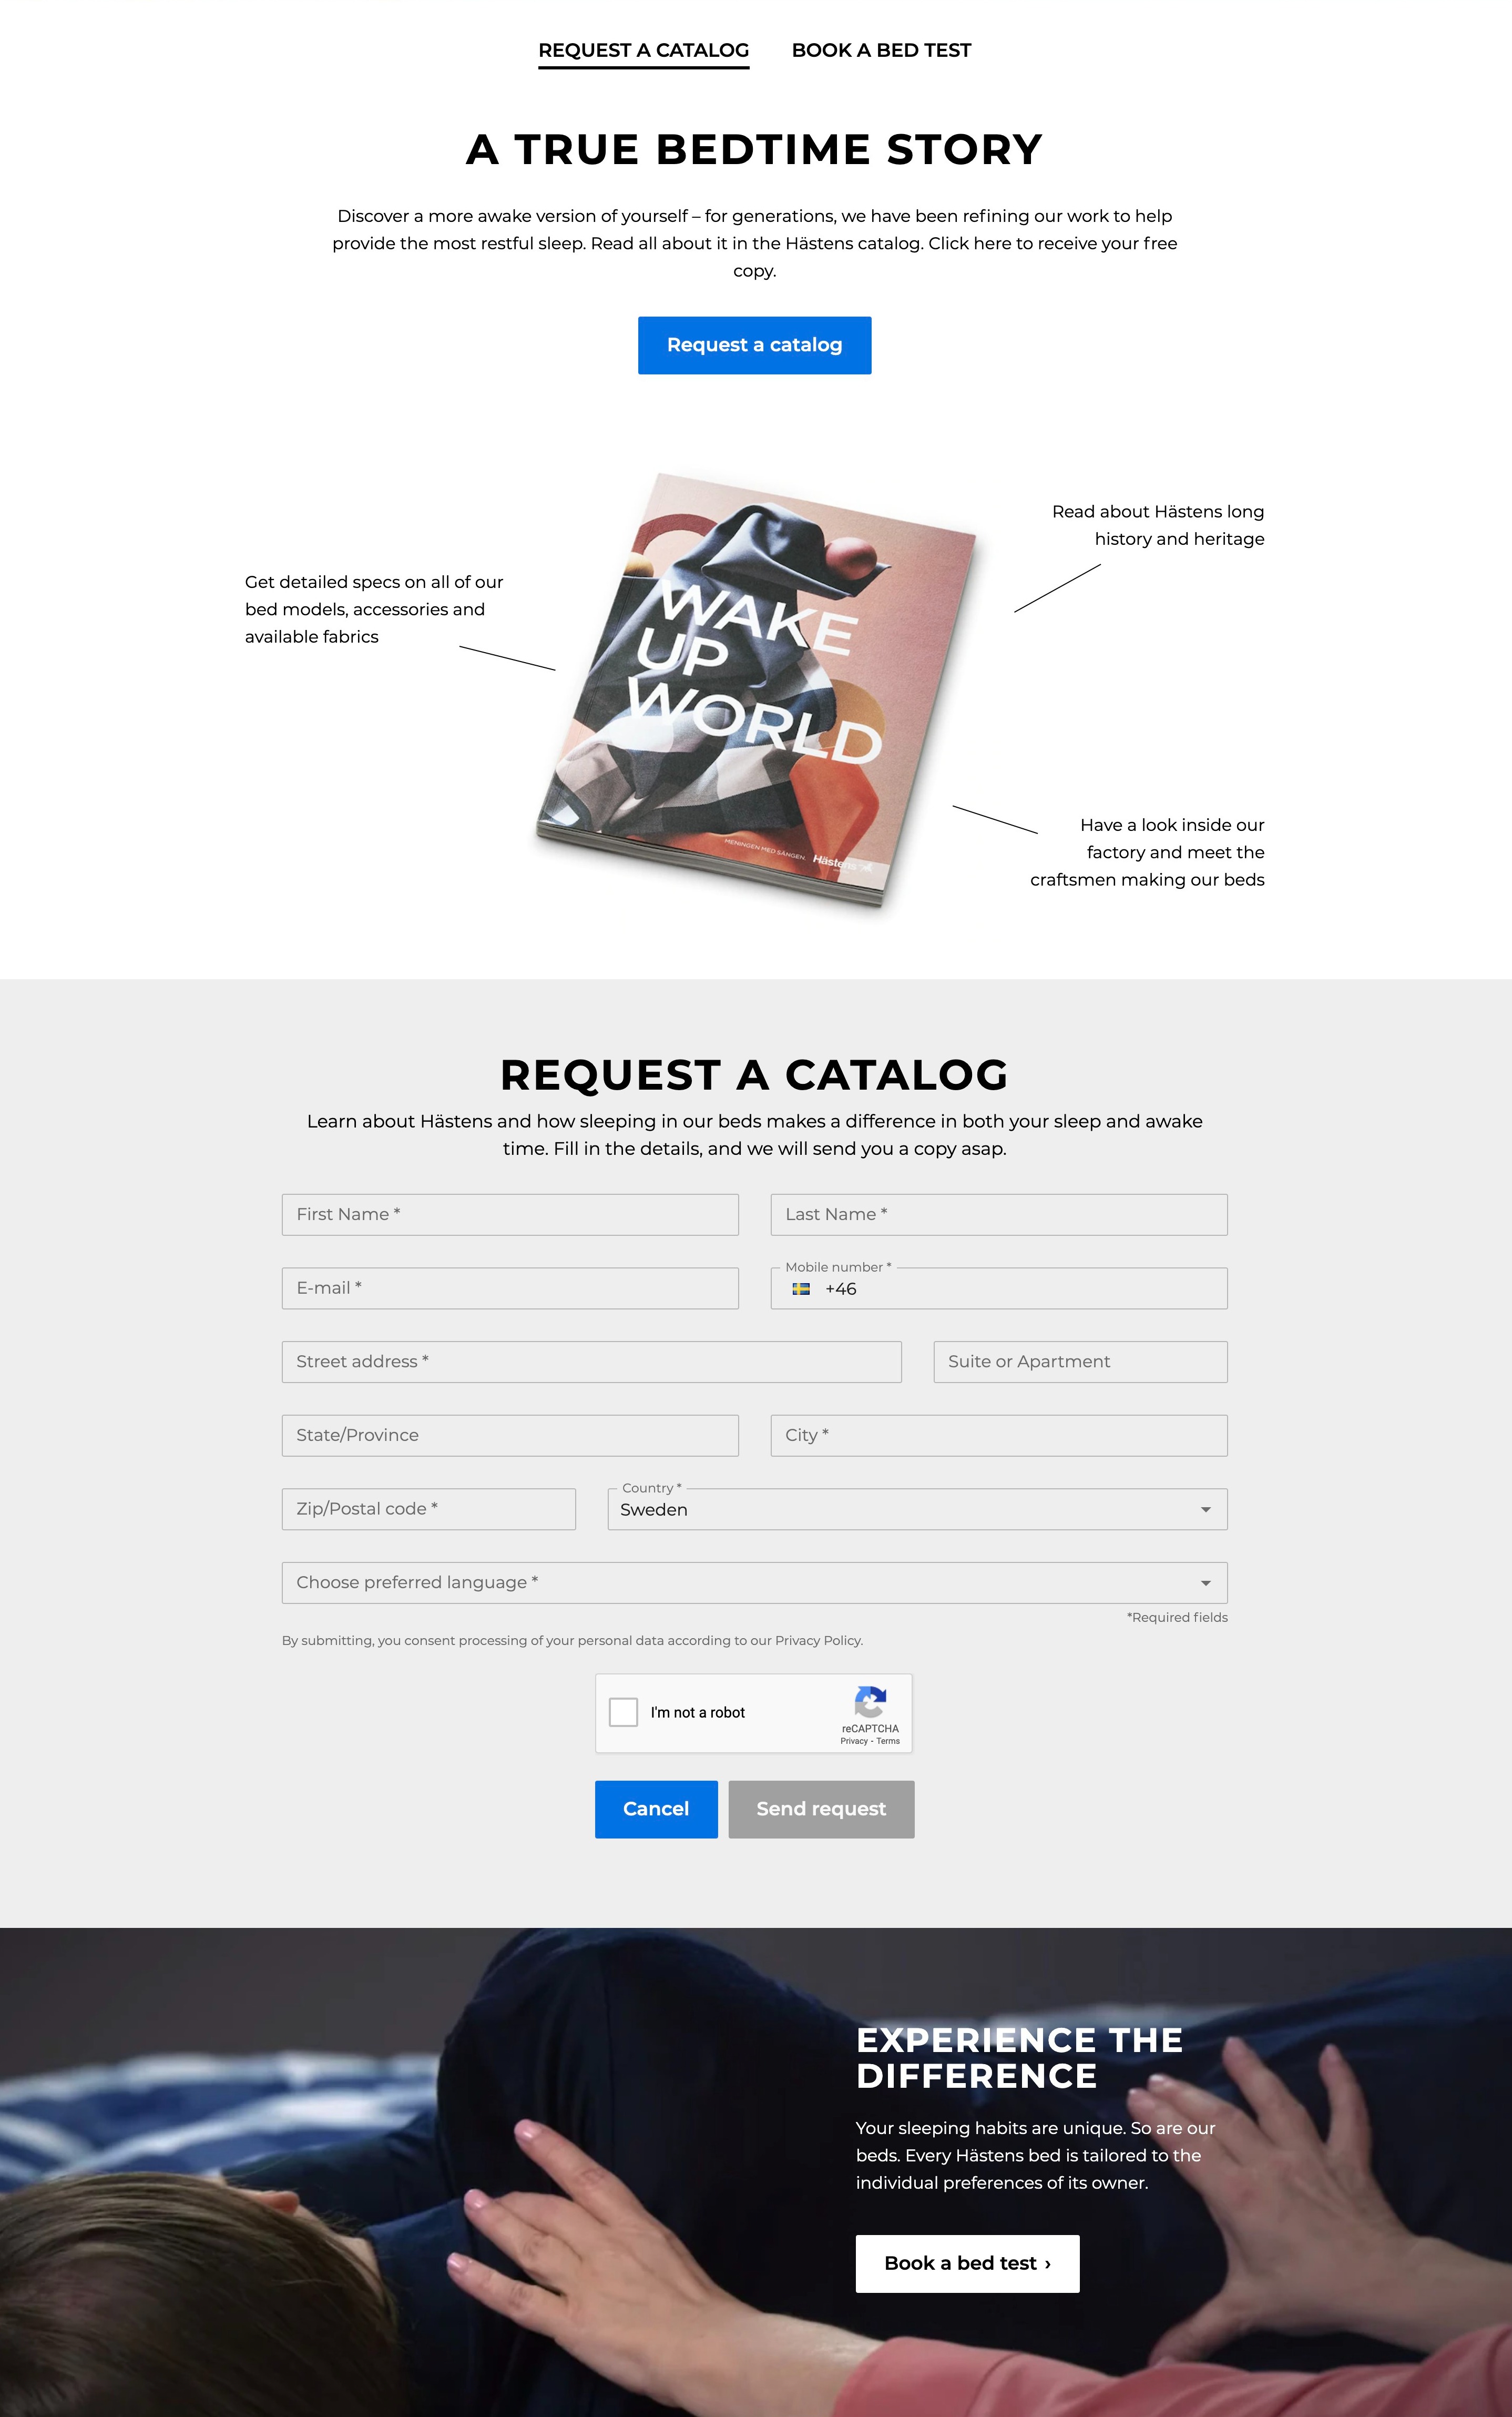 REQUEST A CATALOG
BOOK A BED TEST
A TRUE BEDTIME STORY
Discover a more awake version of yourself – for generations, we have been refining our work to help
provide the most restful sleep. Read all about it in the Hästens catalog. Click here to receive your free
copy.
Request a catalog
Read about Hästens long
history and heritage
Get detailed specs on all of our
bed models, accessories and
available fabrics
WAKE
UP
WORLD
MENINGEN MED SÄNGEN.
Hästens
Have a look inside our
factory and meet the
craftsmen making our beds
REQUEST A CATALOG
Learn about Hästens and how sleeping in our beds makes a difference in both your sleep and awake
time. Fill in the details, and we will send you a copy asap.
First Name *
Last Name *
E-mail *
Mobile number *
+46
Street address *
Suite or Apartment
State/Province
City *
Zip/Postal code *
Country *
Sweden
Choose preferred language *
*Required fields
By submitting, you consent processing of your personal data according to our Privacy Policy.
I'm not a robot
reCAPTCHA
Privacy - Terms
Cancel
Send request
EXPERIENCE THE
DIFFERENCE
Your sleeping habits are unique. So are our
beds. Every Hästens bed is tailored to the
individual preferences of its owner.
Book a bed test ›